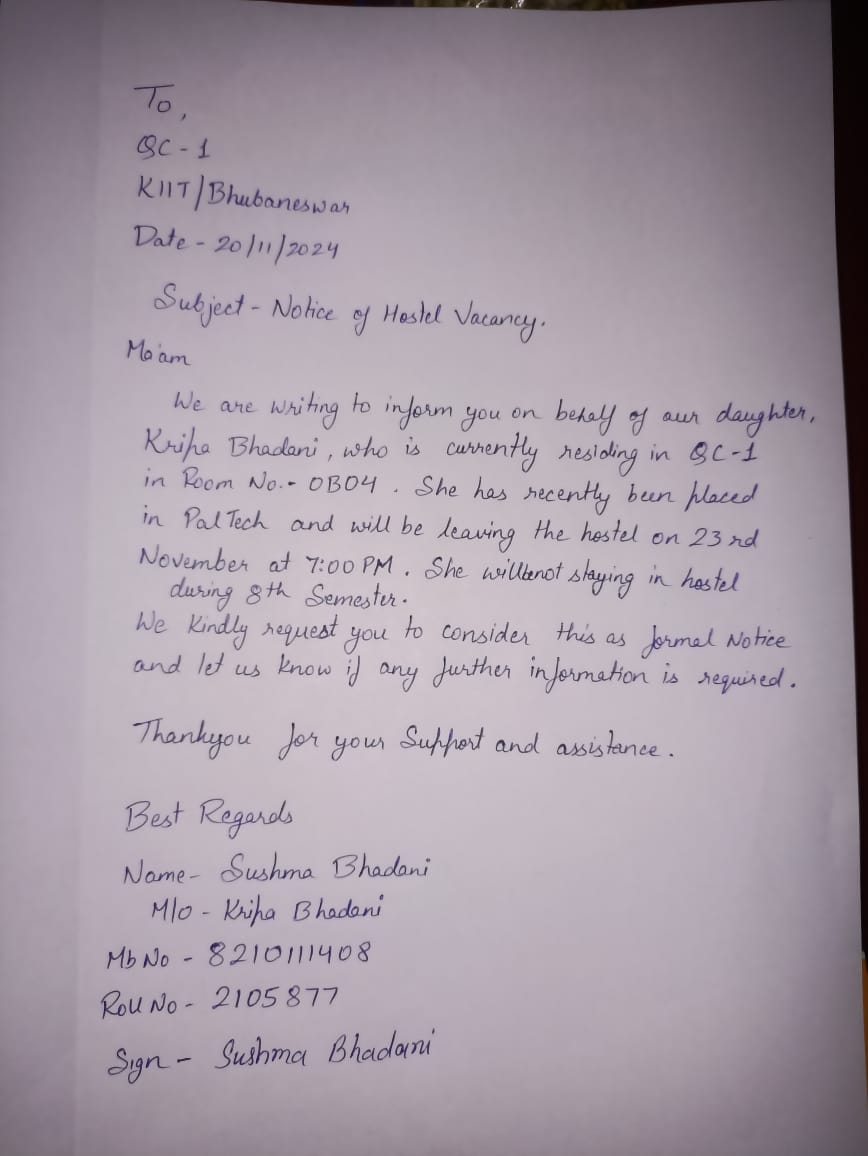 To,
QC-1
KIIT/Bhubaneswar
Date - 20/11/2024
Subject - Notice of Hostel Vacancy.
Ma'am
We are writing to inform you on behalf of our daughter,
Kripa Bhadani, who is currently residing in QC-1
in Room No.- 0B04. She has recently been placed
in PalTech and will be leaving the hostel on 23rd
November at 7:00 PM. She will be not staying in hostel
during 8th Semester.
We Kindly request you to consider this as formal Notice
and let us know if any further information is required.
Thankyou for your Support and assistance.
Best Regards
Name- Sushma Bhadani
M/o - Kripa Bhadani
Mb No - 8210111408
Roll No - 2105877
Sign - Sushma Bhadani